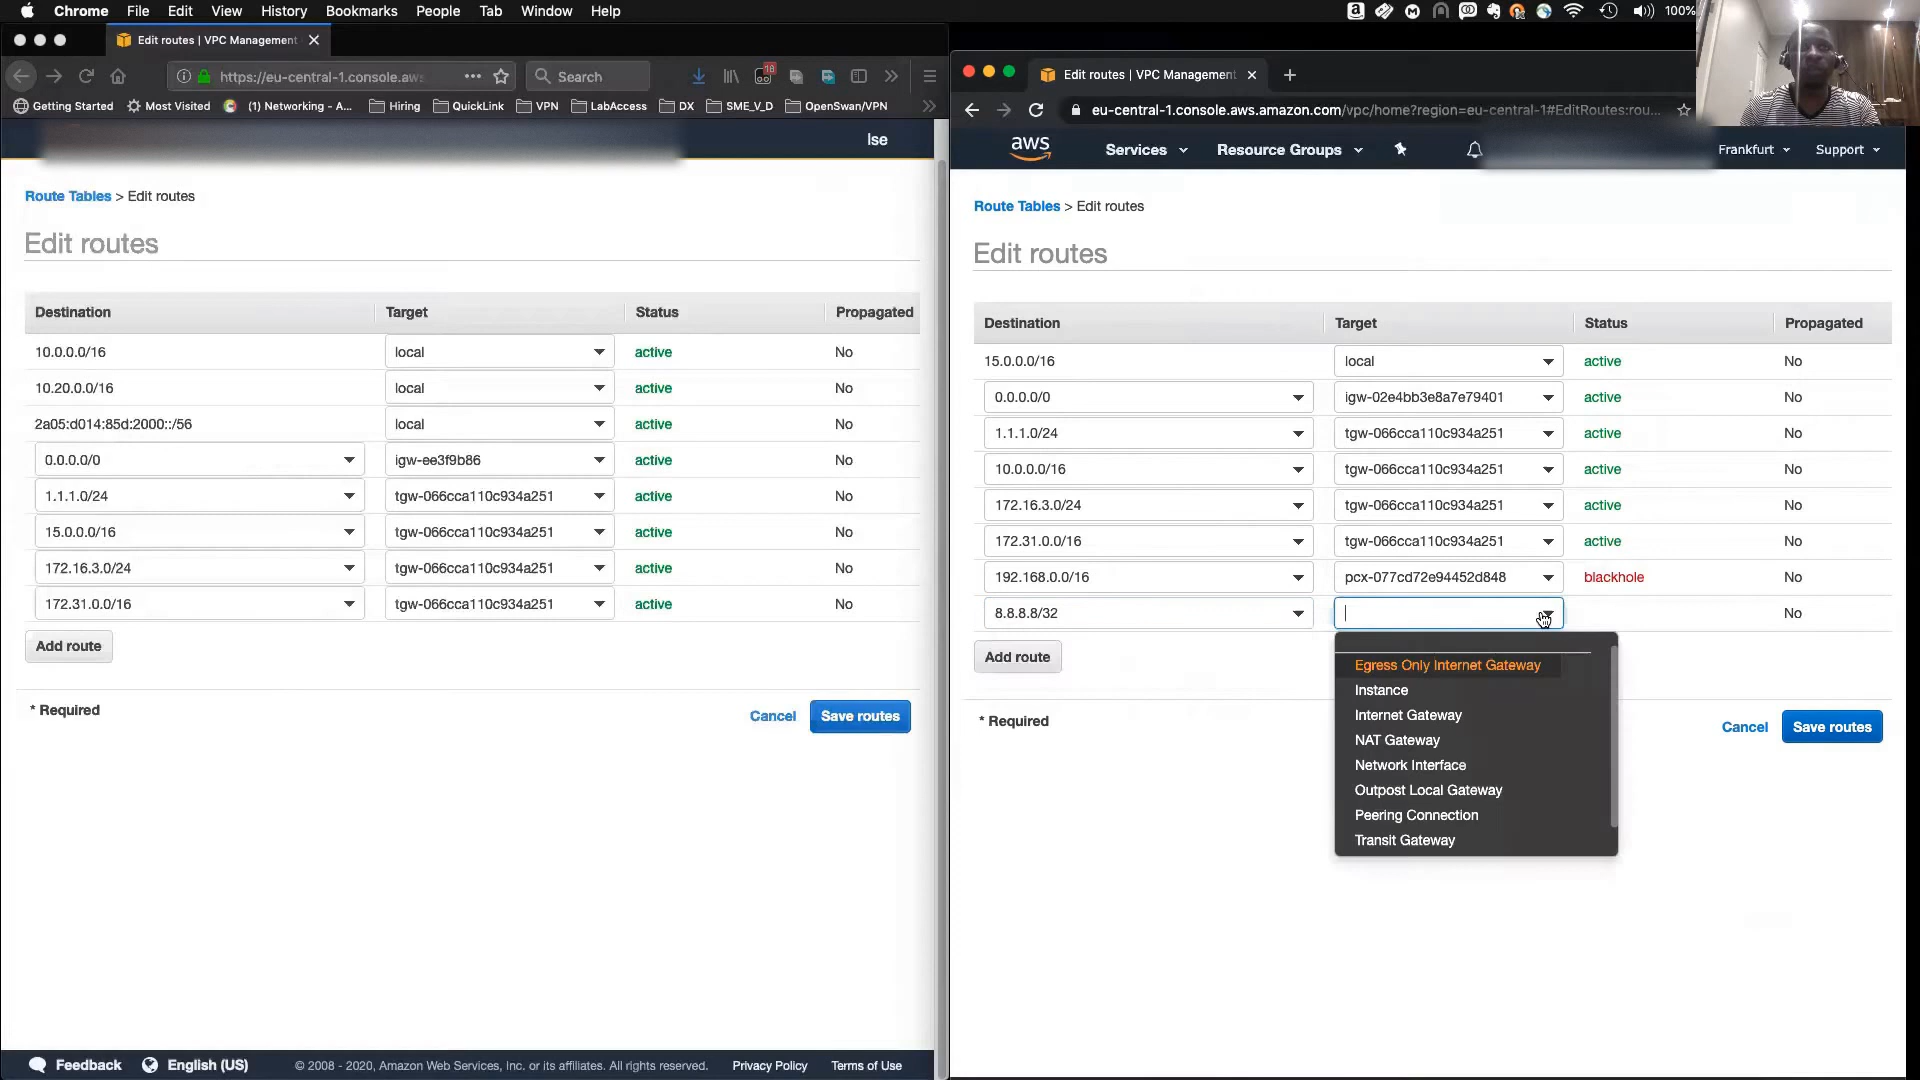 Chrome File Edit View History Bookmarks People Tab Window Help
100%
Edit routes | VPC Management
https://eu-central-1.console.aws
Search
18
Getting Started Most Visited (1) Networking - A... Hiring QuickLink VPN LabAccess DX SME_V_D OpenSwan/VPN
lse
Route Tables > Edit routes
Edit routes
Destination Target Status Propagated
10.0.0.0/16 local active No
10.20.0.0/16 local active No
2a05:d014:85d:2000::/56 local active No
0.0.0.0/0 igw-ee3f9b86 active No
1.1.1.0/24 tgw-066cca110c934a251 active No
15.0.0.0/16 tgw-066cca110c934a251 active No
172.16.3.0/24 tgw-066cca110c934a251 active No
172.31.0.0/16 tgw-066cca110c934a251 active No
Add route
* Required
Cancel Save routes
Feedback English (US) © 2008 - 2020, Amazon Web Services, Inc. or its affiliates. All rights reserved. Privacy Policy Terms of Use
Edit routes | VPC Management
eu-central-1.console.aws.amazon.com/vpc/home?region=eu-central-1#EditRoutes:rou...
aws Services Resource Groups Frankfurt Support
Route Tables > Edit routes
Edit routes
Destination Target Status Propagated
15.0.0.0/16 local active No
0.0.0.0/0 igw-02e4bb3e8a7e79401 active No
1.1.1.0/24 tgw-066cca110c934a251 active No
10.0.0.0/16 tgw-066cca110c934a251 active No
172.16.3.0/24 tgw-066cca110c934a251 active No
172.31.0.0/16 tgw-066cca110c934a251 active No
192.168.0.0/16 pcx-077cd72e94452d848 blackhole No
8.8.8.8/32 No
Add route
Egress Only Internet Gateway
Instance
Internet Gateway
NAT Gateway
Network Interface
Outpost Local Gateway
Peering Connection
Transit Gateway
* Required
Cancel Save routes